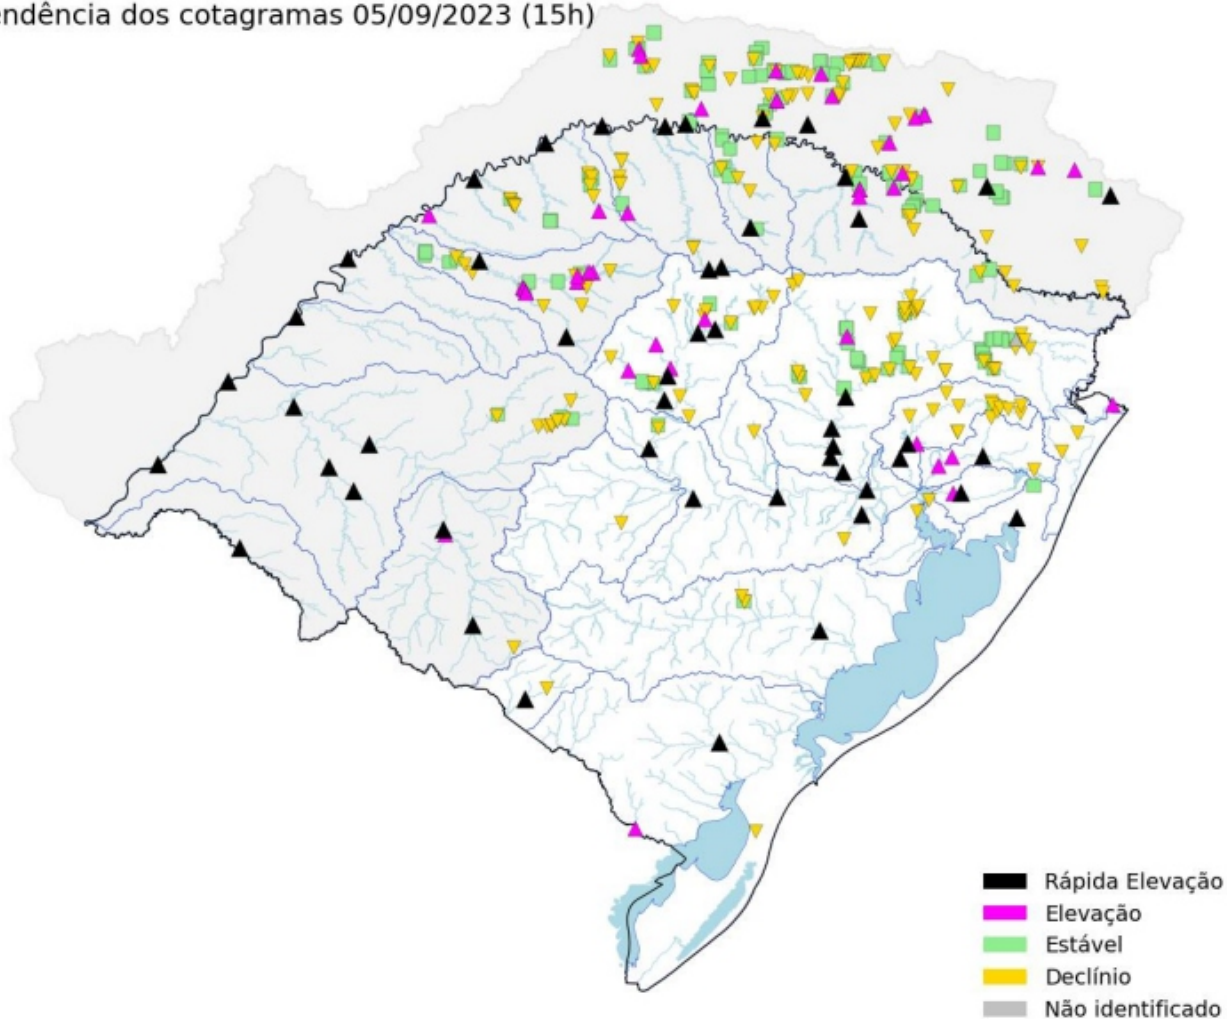 endência dos cotagramas 05/09/2023 (15h)
Rápida Elevação
Elevação
Estável
Declínio
Não identificado